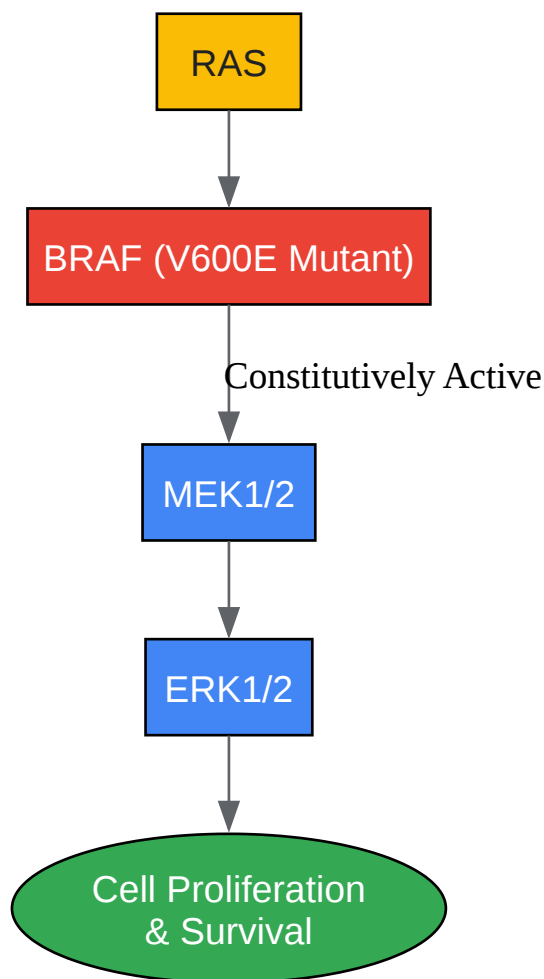 RAS
BRAF (V600E Mutant)
Constitutively Active
MEK1/2
ERK1/2
Cell Proliferation
& Survival